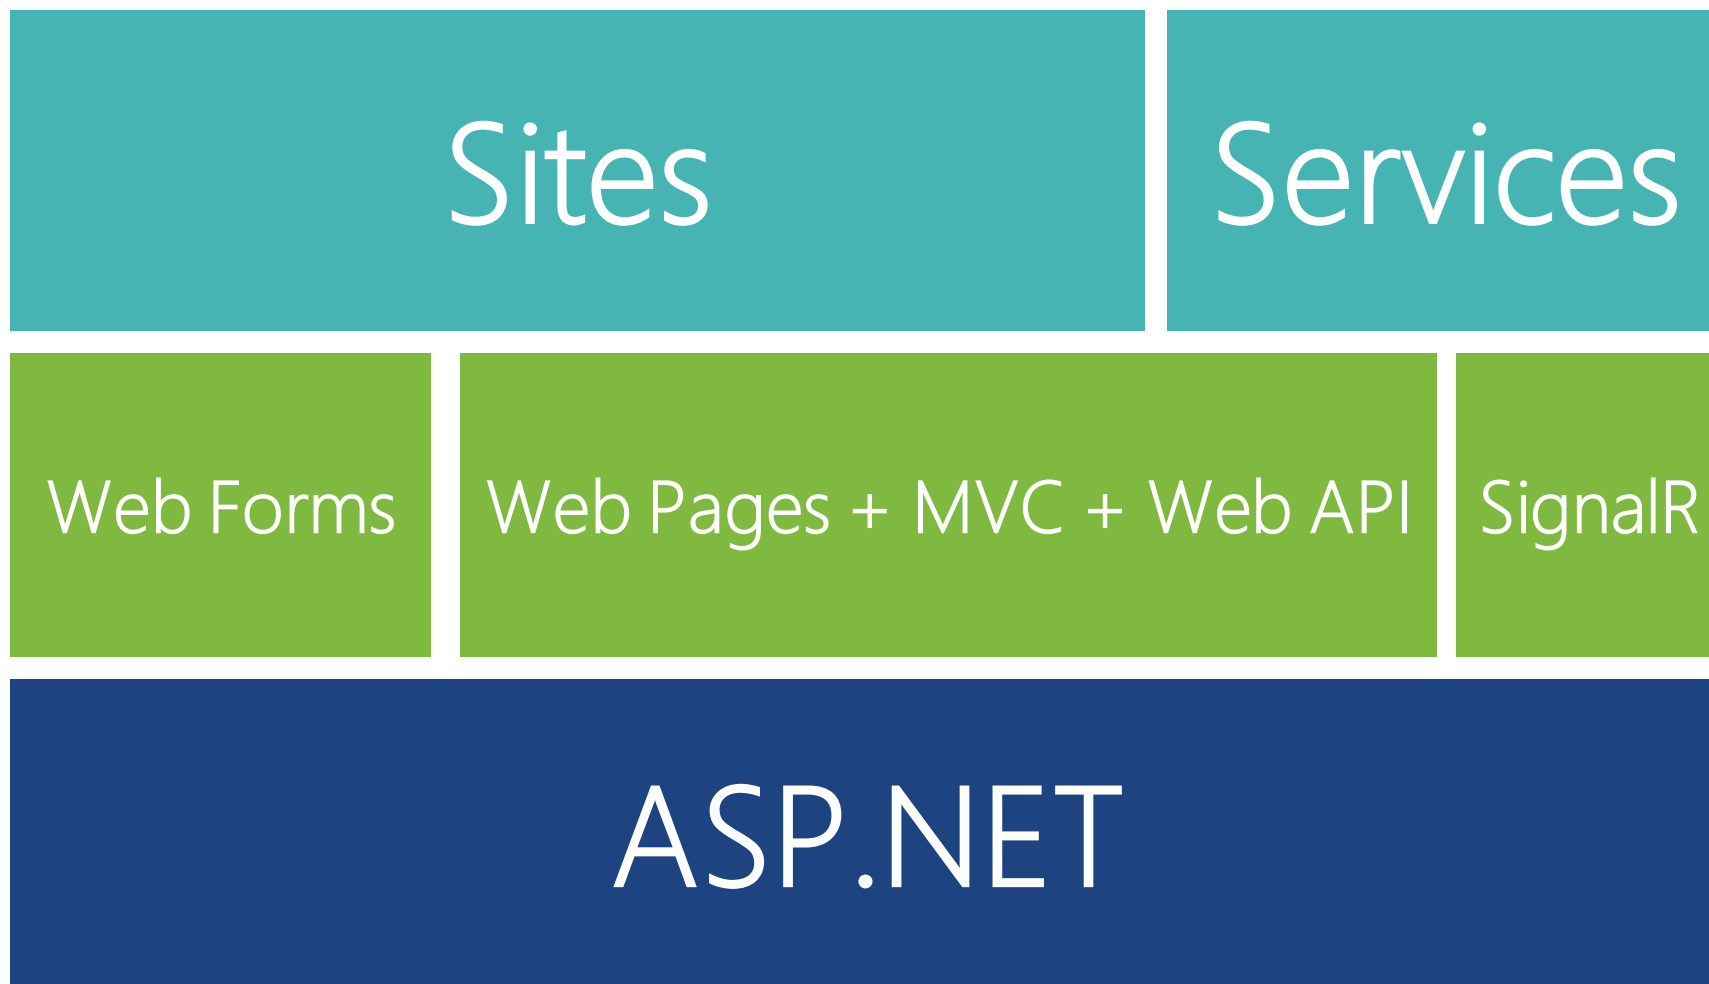 Sites
Services
Web Forms
Web Pages + MVC + Web API
SignalR
ASP.NET